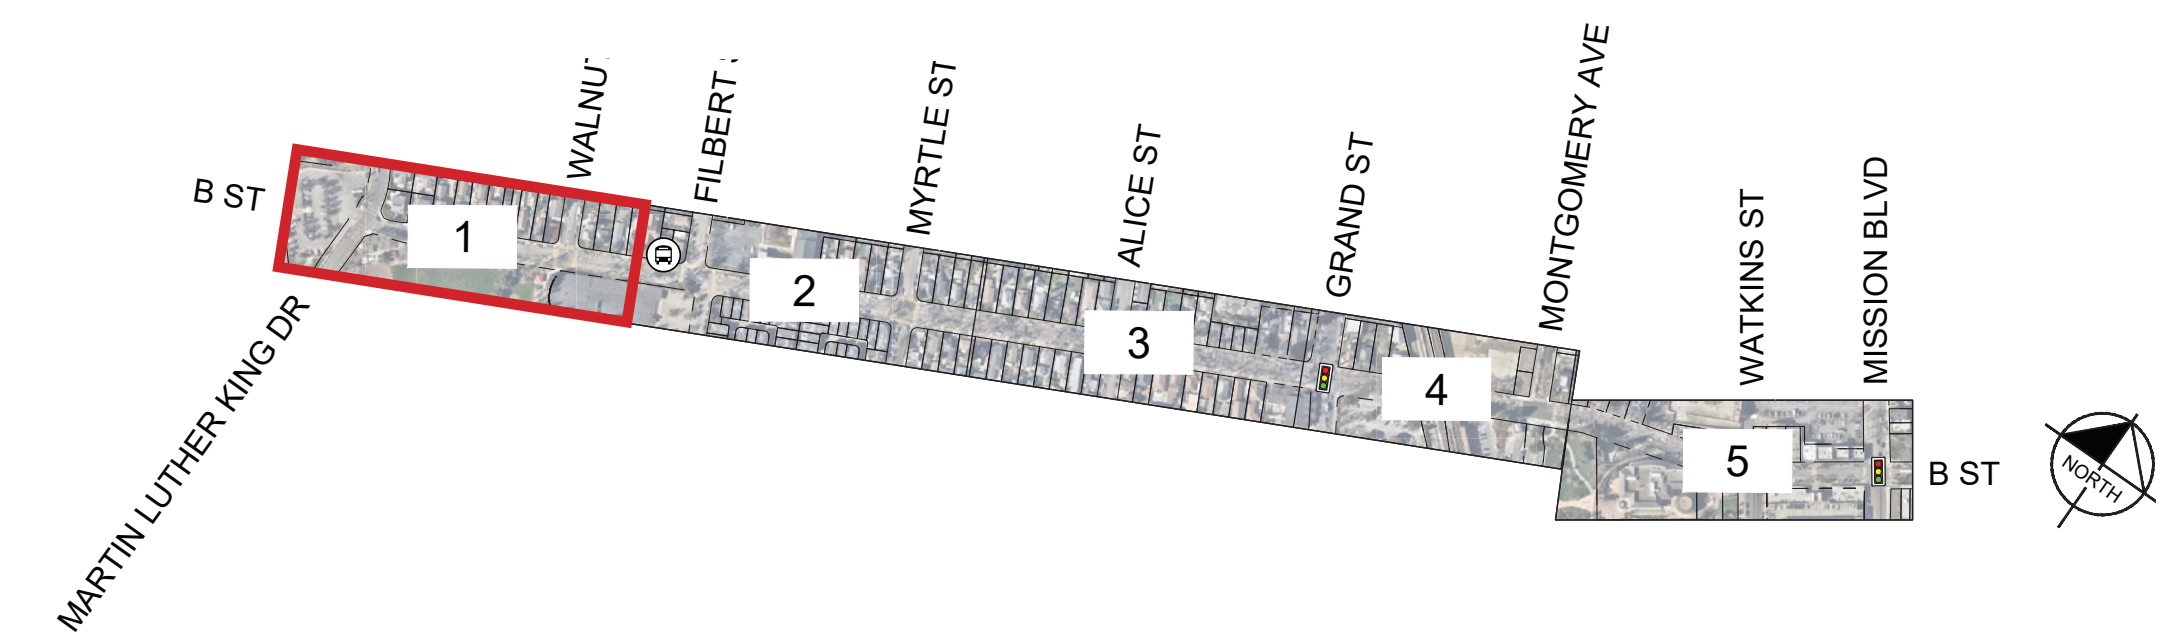 B ST
MARTIN LUTHER KING DR
WALNUT
FILBERT
MYRTLE ST
ALICE ST
GRAND ST
MONTGOMERY AVE
WATKINS ST
MISSION BLVD
1
2
3
4
5
B ST
NORTH